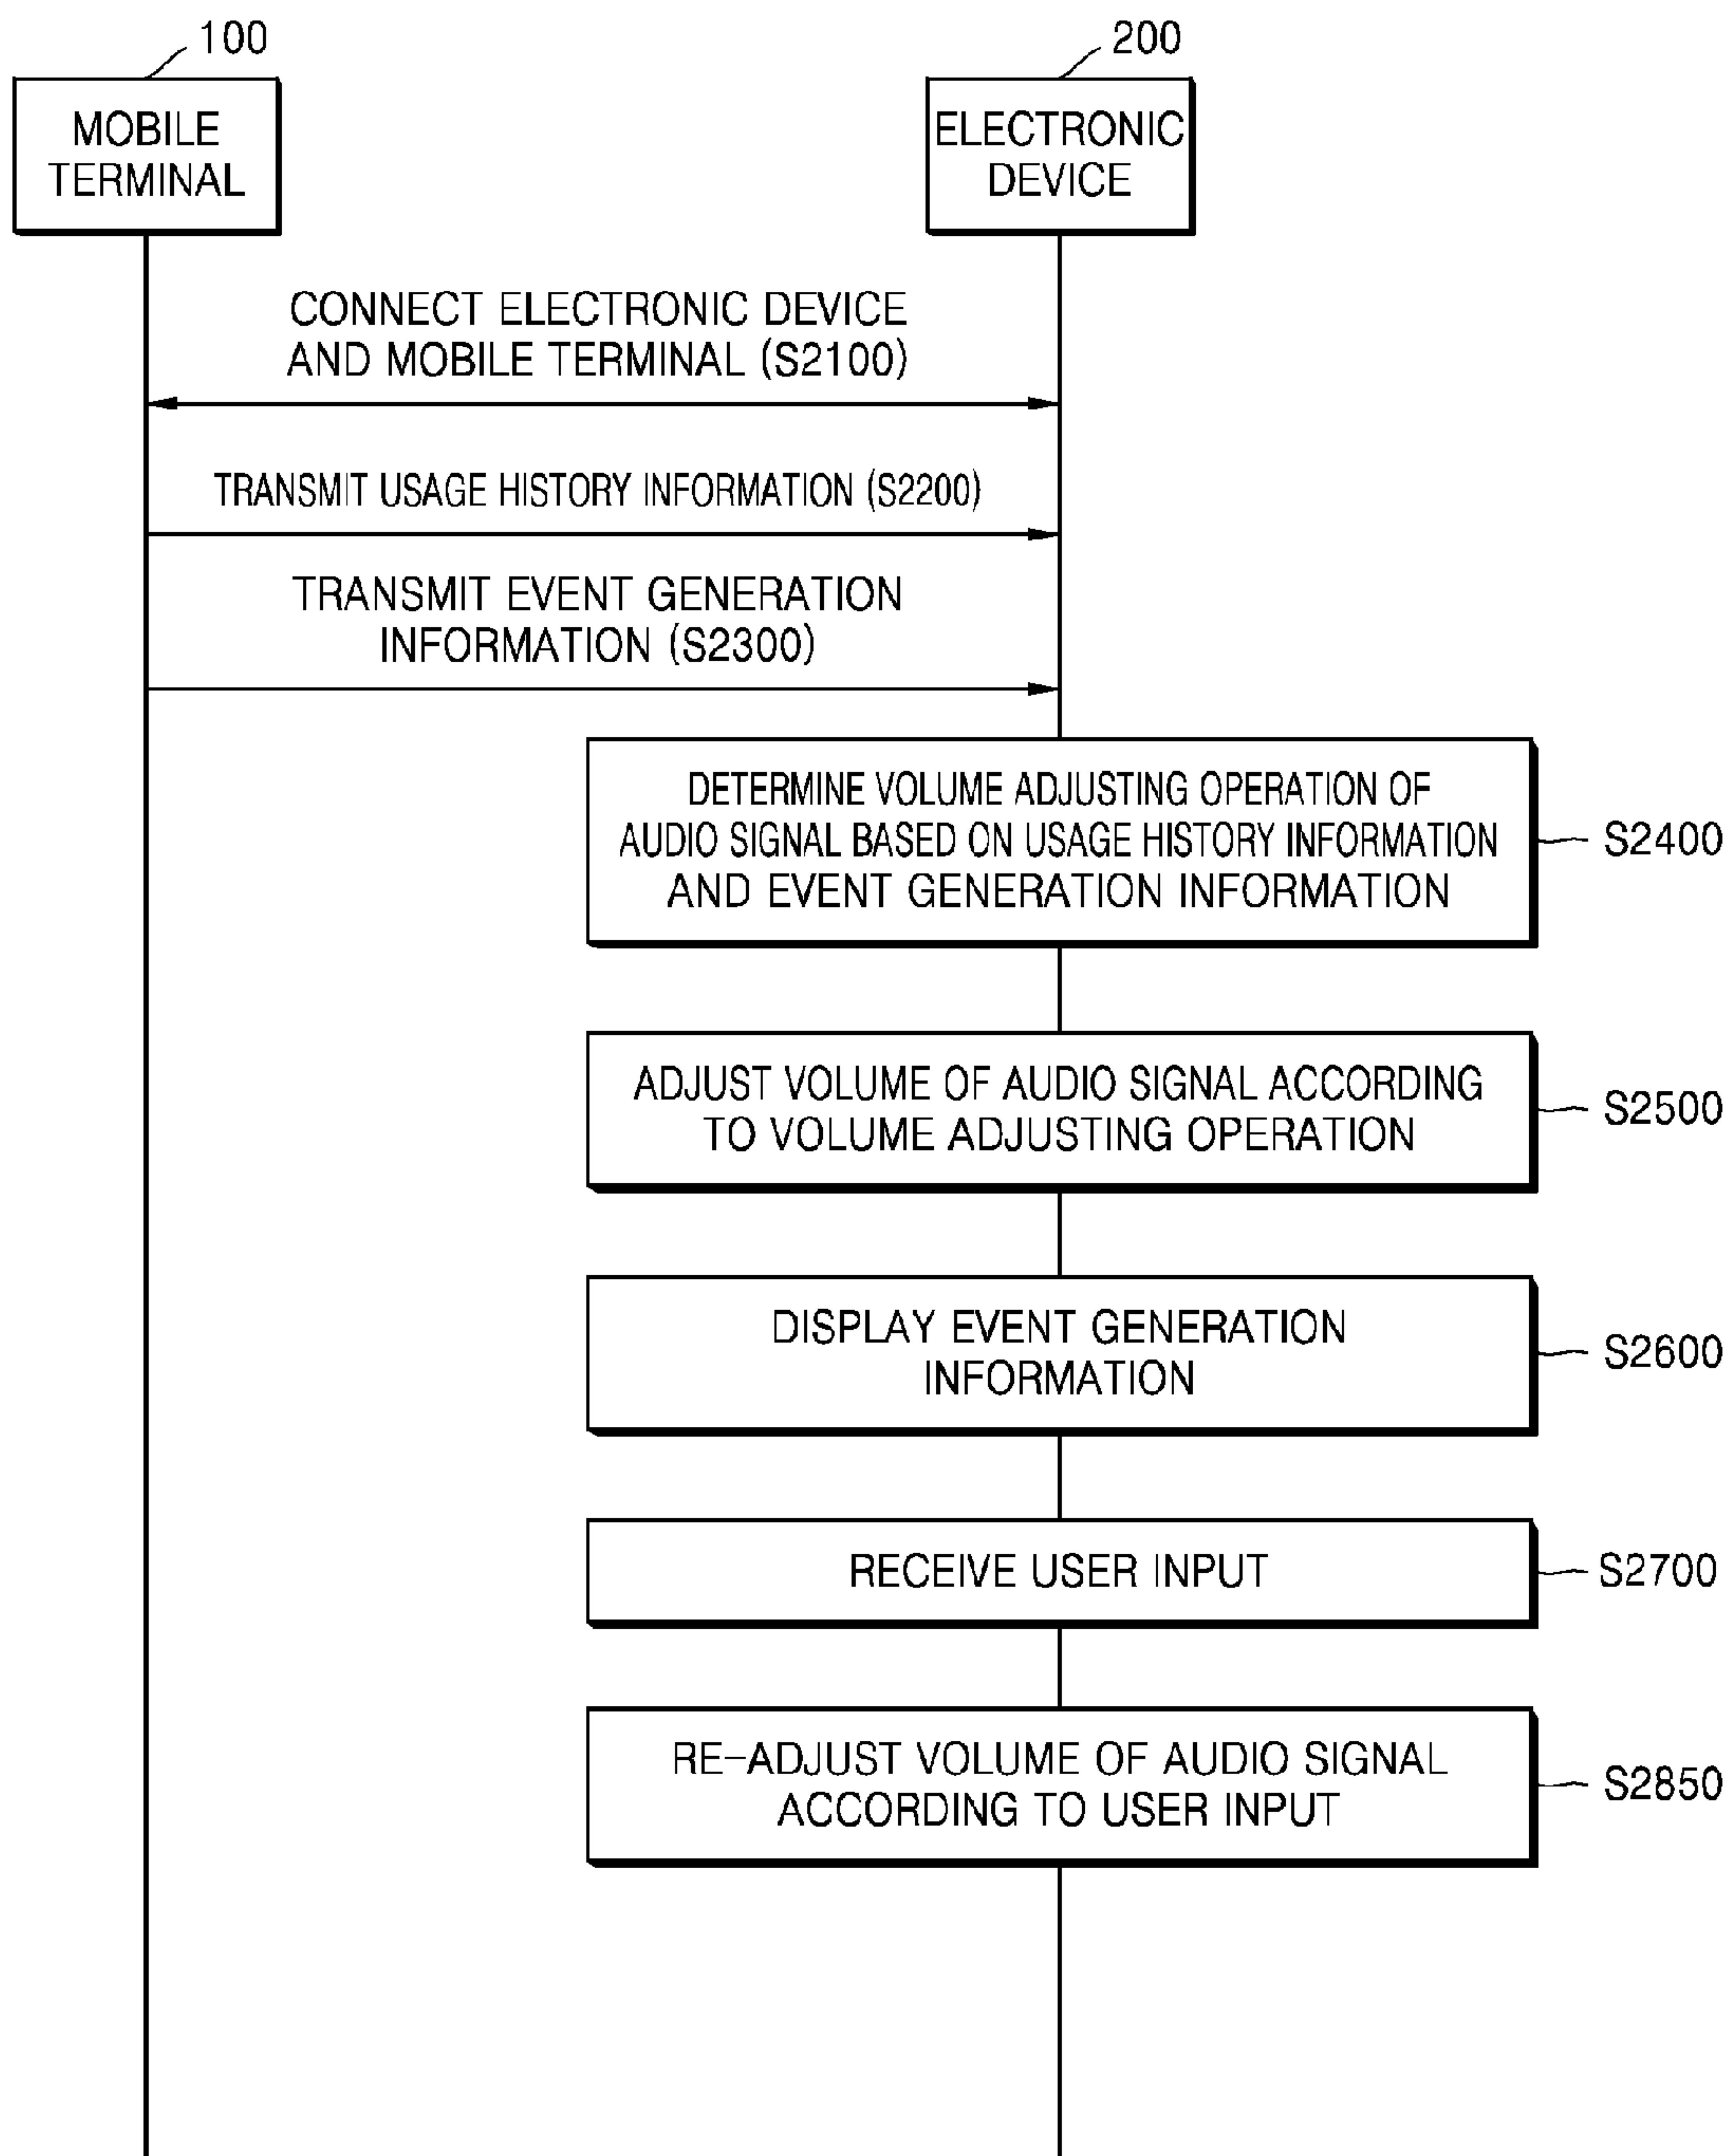 100
200
MOBILE
TERMINAL
ELECTRONIC
DEVICE
CONNECT ELECTRONIC DEVICE
AND MOBILE TERMINAL (S2100)
TRANSMIT USAGE HISTORY INFORMATION (S2200)
TRANSMIT EVENT GENERATION
INFORMATION (S2300)
DETERMINE VOLUME ADJUSTING OPERATION OF
AUDIO SIGNAL BASED ON USAGE HISTORY INFORMATION
AND EVENT GENERATION INFORMATION
S2400
ADJUST VOLUME OF AUDIO SIGNAL ACCORDING
TO VOLUME ADJUSTING OPERATION
S2500
DISPLAY EVENT GENERATION
INFORMATION
S2600
RECEIVE USER INPUT
S2700
RE-ADJUST VOLUME OF AUDIO SIGNAL
ACCORDING TO USER INPUT
S2850